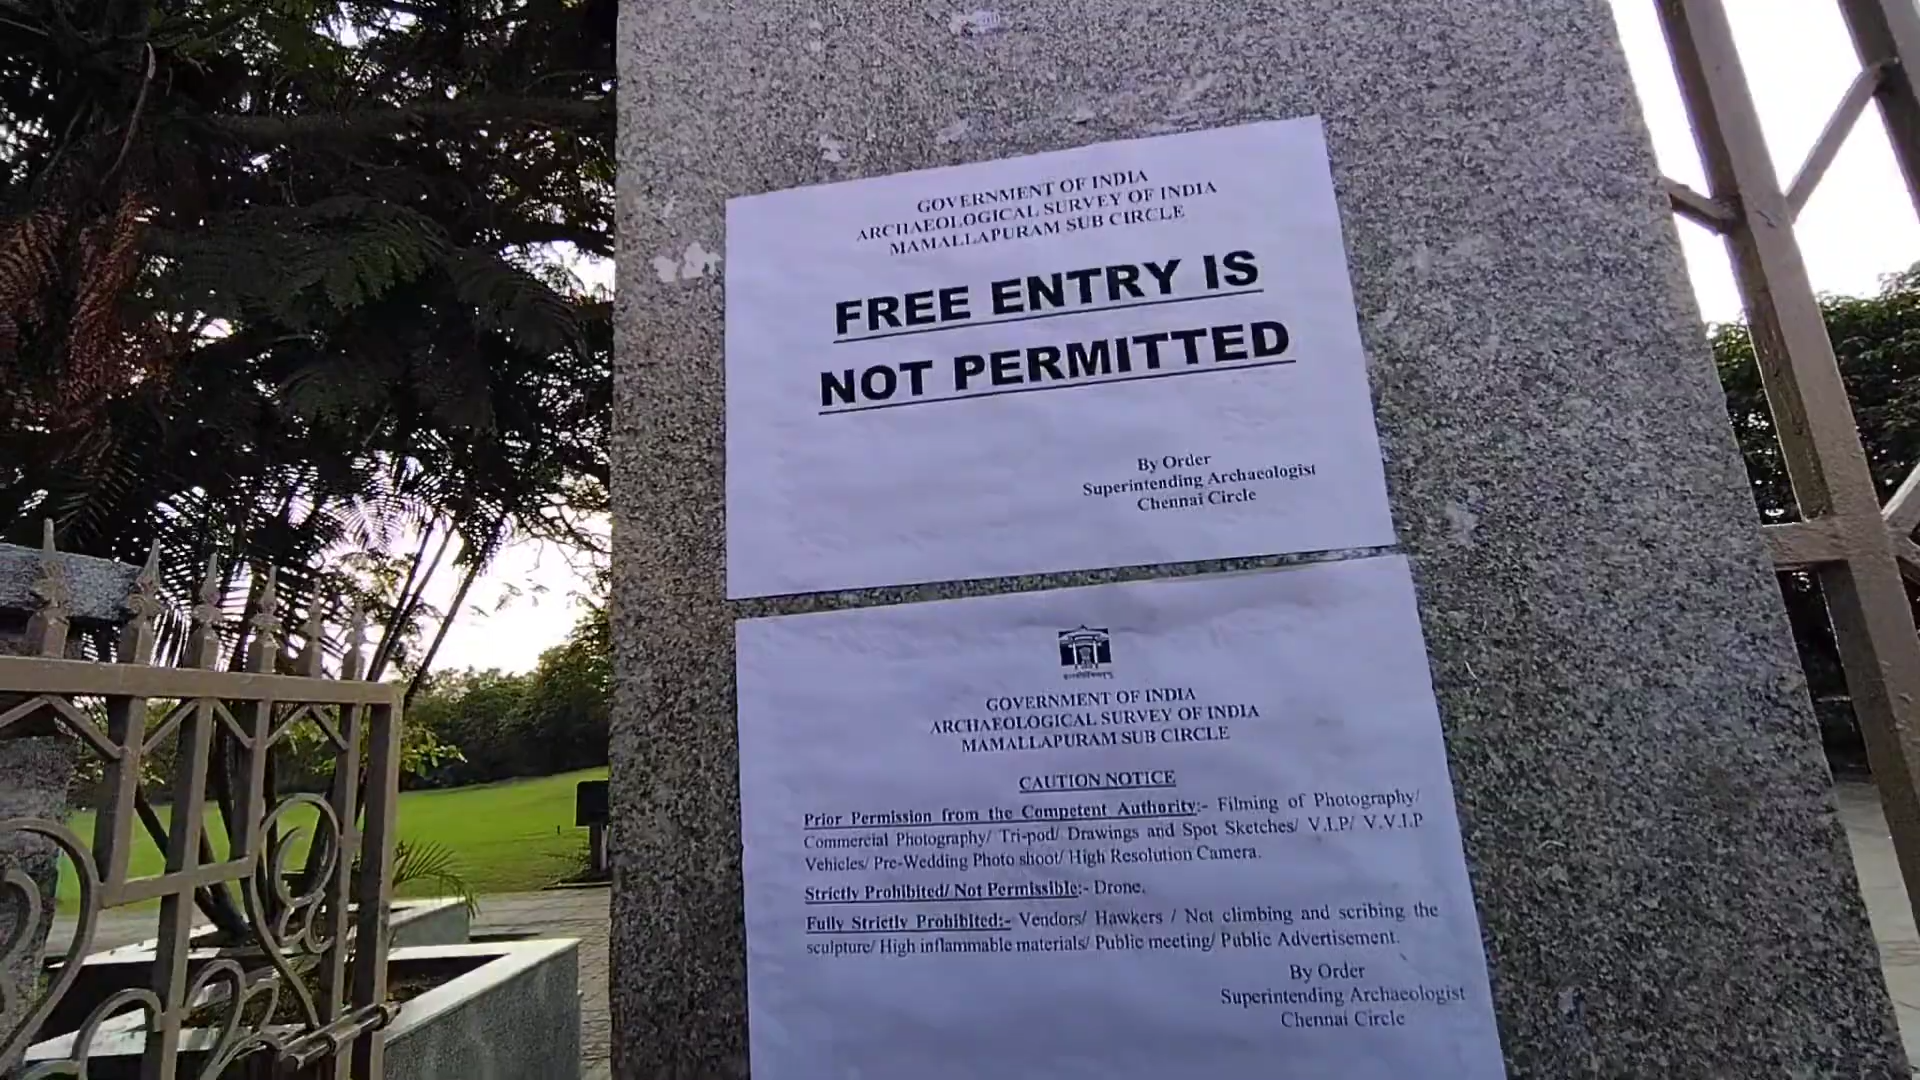 GOVERNMENT OF INDIA
ARCHAEOLOGICAL SURVEY OF INDIA
MAMALLAPURAM SUB CIRCLE
FREE ENTRY IS
NOT PERMITTED
By Order
Superintending Archaeologist
Chennai Circle
GOVERNMENT OF INDIA
ARCHAEOLOGICAL SURVEY OF INDIA
MAMALLAPURAM SUB CIRCLE
CAUTION NOTICE
Prior Permission from the Competent Authority:- Filming of Photography/
Commercial Photography/ Tri-pod/ Drawings and Spot Sketches/ V.I.P/ V.V.I.P
Vehicles/ Pre-Wedding Photo shoot/ High Resolution Camera.
Strictly Prohibited/ Not Permissible:- Drone.
Fully Strictly Prohibited:- Vendors/ Hawkers / Not climbing and scribing the
sculpture/ High inflammable materials/ Public meeting/ Public Advertisement.
By Order
Superintending Archaeologist
Chennai Circle